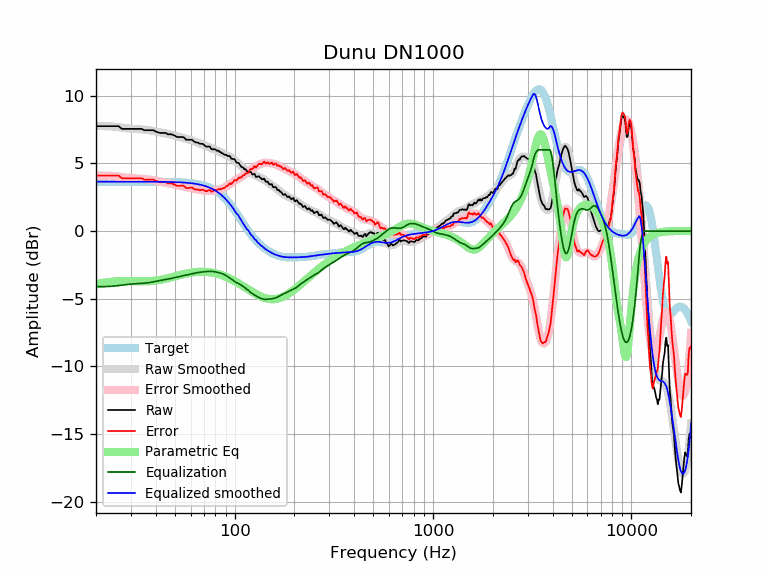 Dunu DN1000
Amplitude (dBr)
10
5
0
−5
−10
−15
−20
Target
Raw Smoothed
Error Smoothed
Raw
Error
Parametric Eq
Equalization
Equalized smoothed
100
1000
10000
Frequency (Hz)